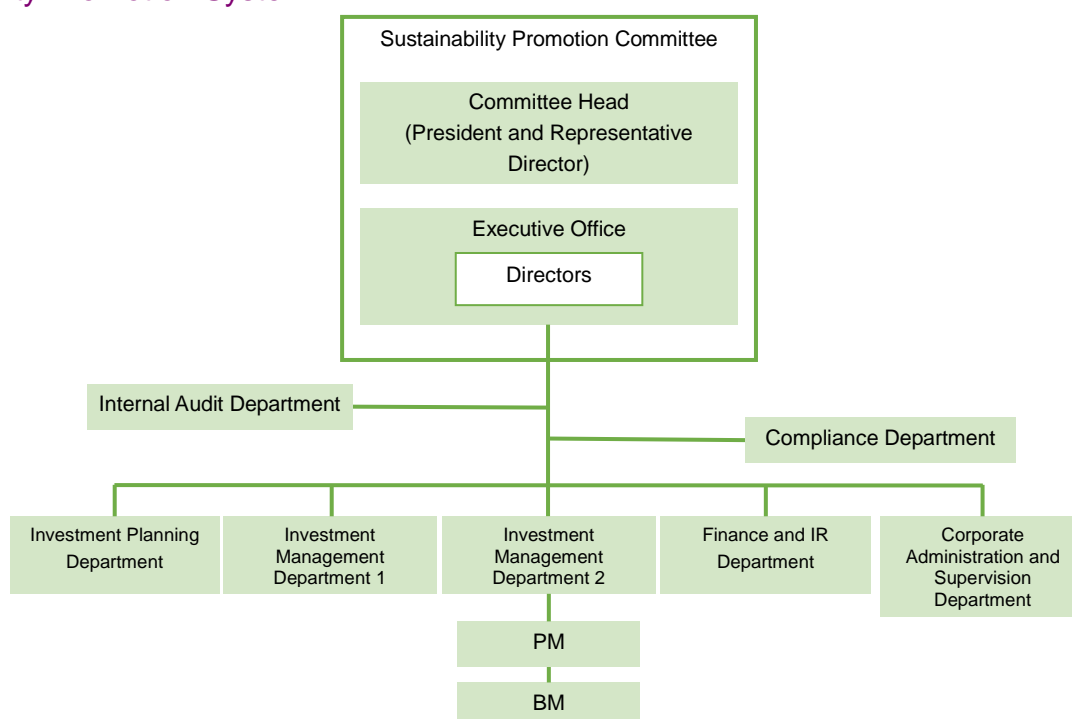 Sustainability Promotion Committee
Committee Head
(President and Representative
Director)
Executive Office
Directors
Internal Audit Department
Compliance Department
Investment Planning
Department
Investment
Management
Department 1
Investment
Management
Department 2
Finance and IR
Department
Corporate
Administration and
Supervision
Department
PM
BM